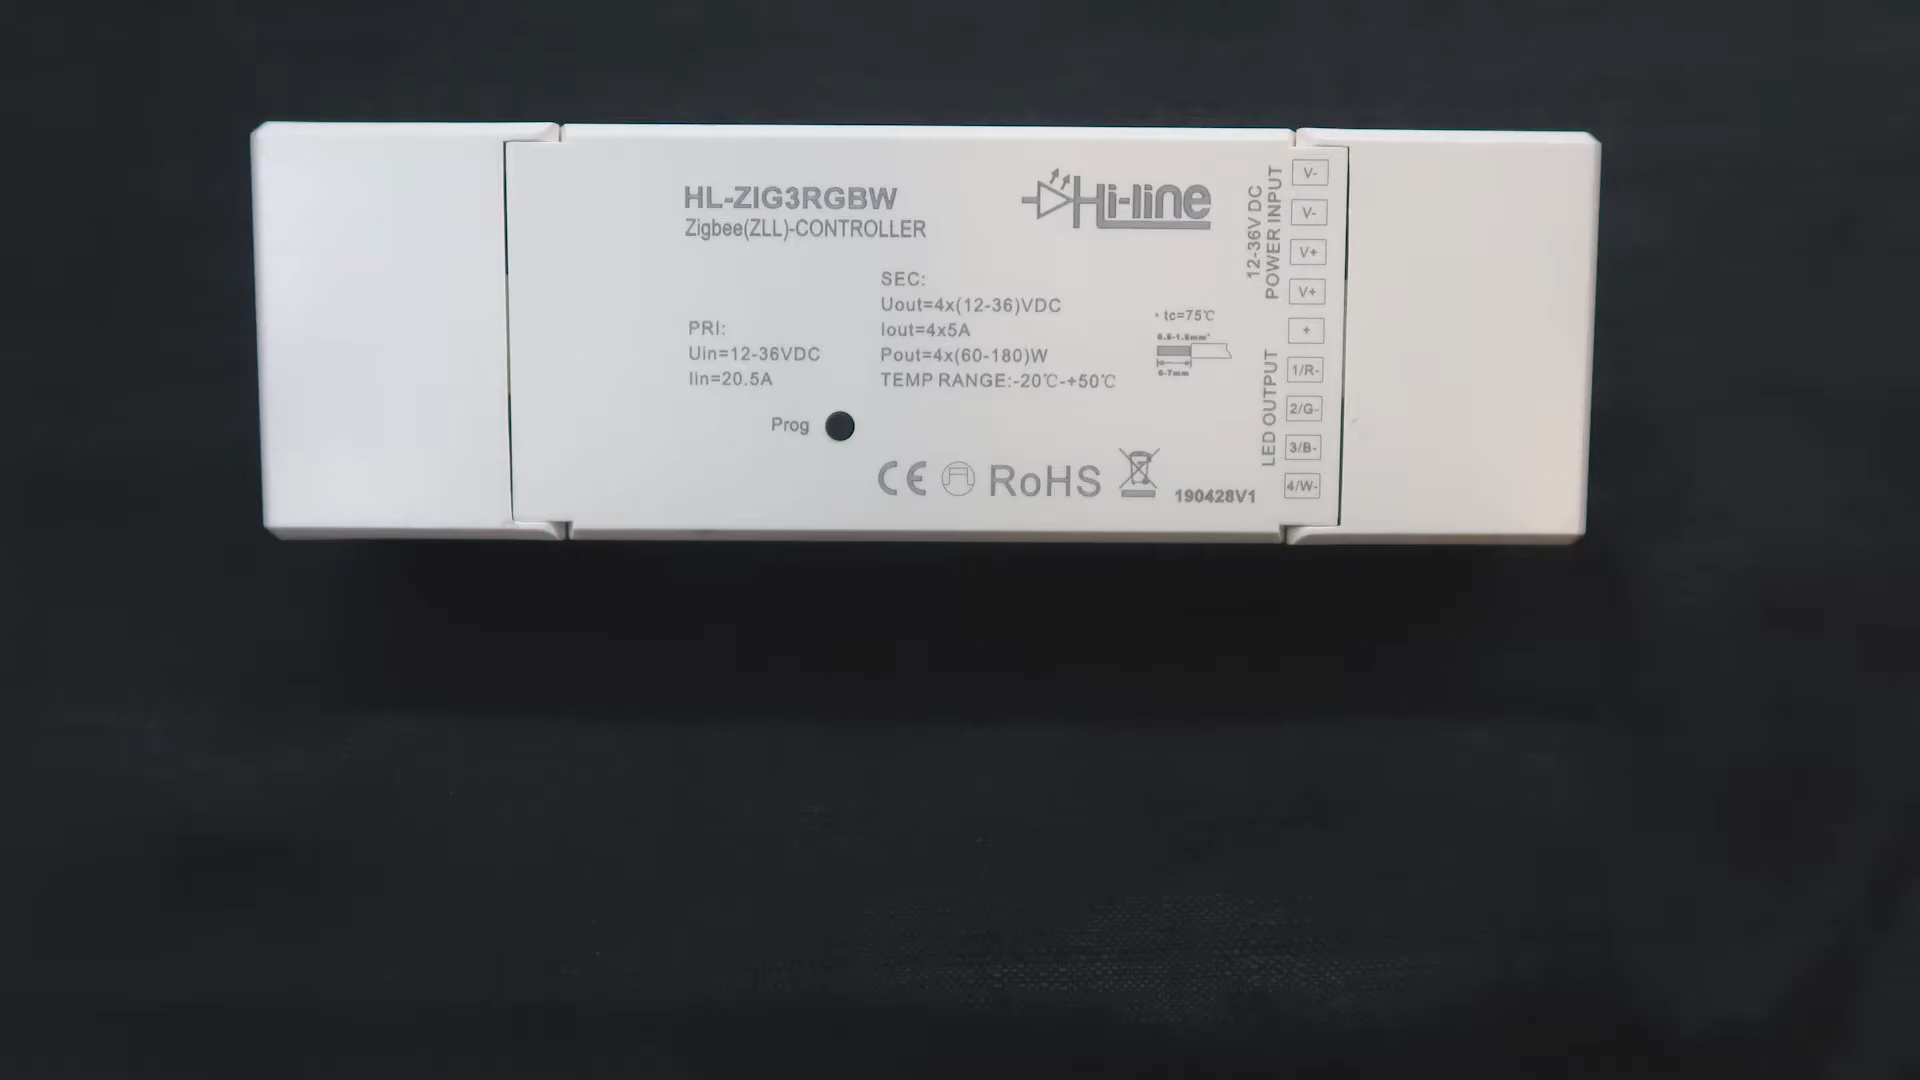 HL-ZIG3RGBW
Zigbee(ZLL)-CONTROLLER
Hi-line
PRI:
Uin=12-36VDC
Iin=20.5A
SEC:
Uout=4x(12-36)VDC
Iout=4x5A
Pout=4x(60-180)W
TEMP RANGE:-20℃-+50℃
• tc=75℃
6-7mm
Prog
CE RoHS
190428V1
12-36V DC
POWER INPUT
V-
V-
V+
V+
LED OUTPUT
+
1/R-
2/G-
3/B-
4/W-